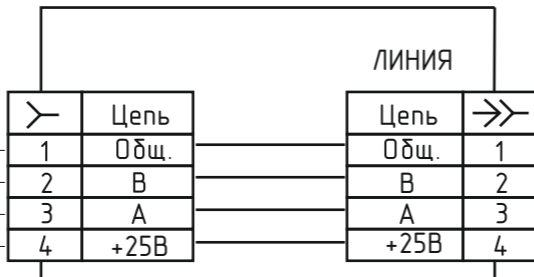 ЛИНИЯ
Цепь Цепь
1 Общ. Общ. 1
2 В В 2
3 А А 3
4 +25В +25В 4